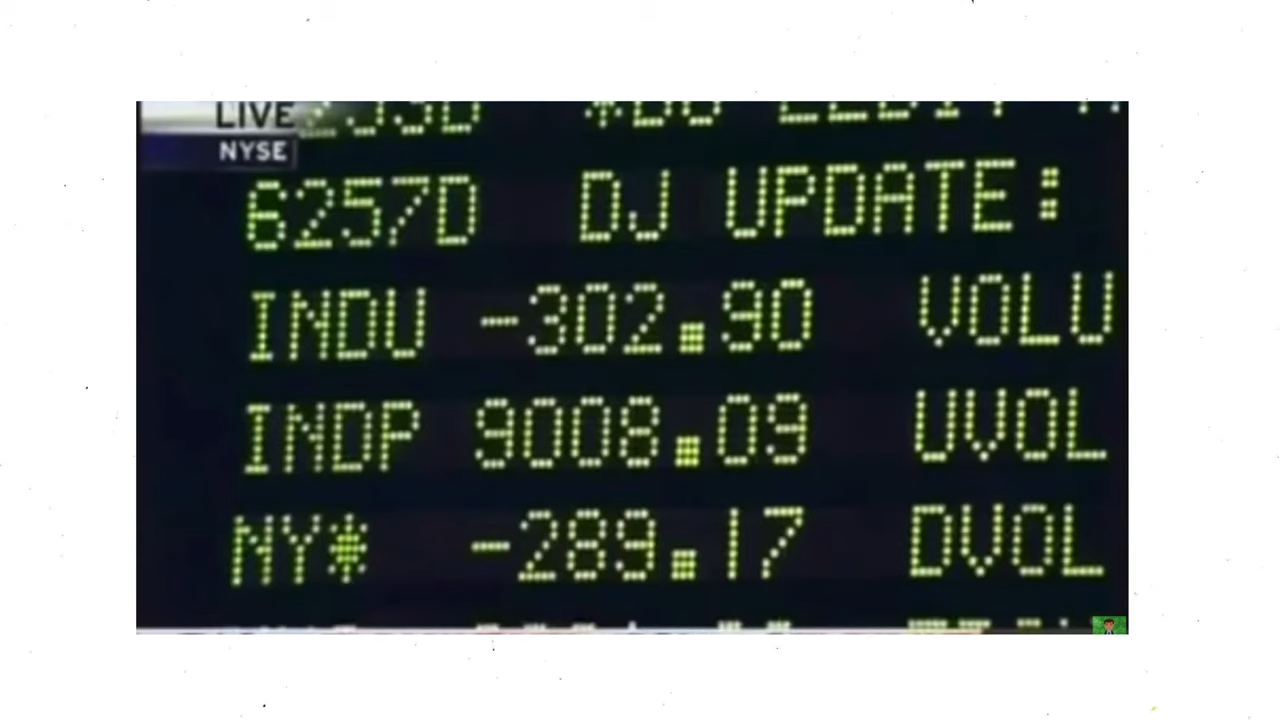 LIVE
NYSE
6257D DJ UPDATE:
INDU -302.90 VOLU
INDP 9008.09 UVOL
NY* -289.17 DVOL